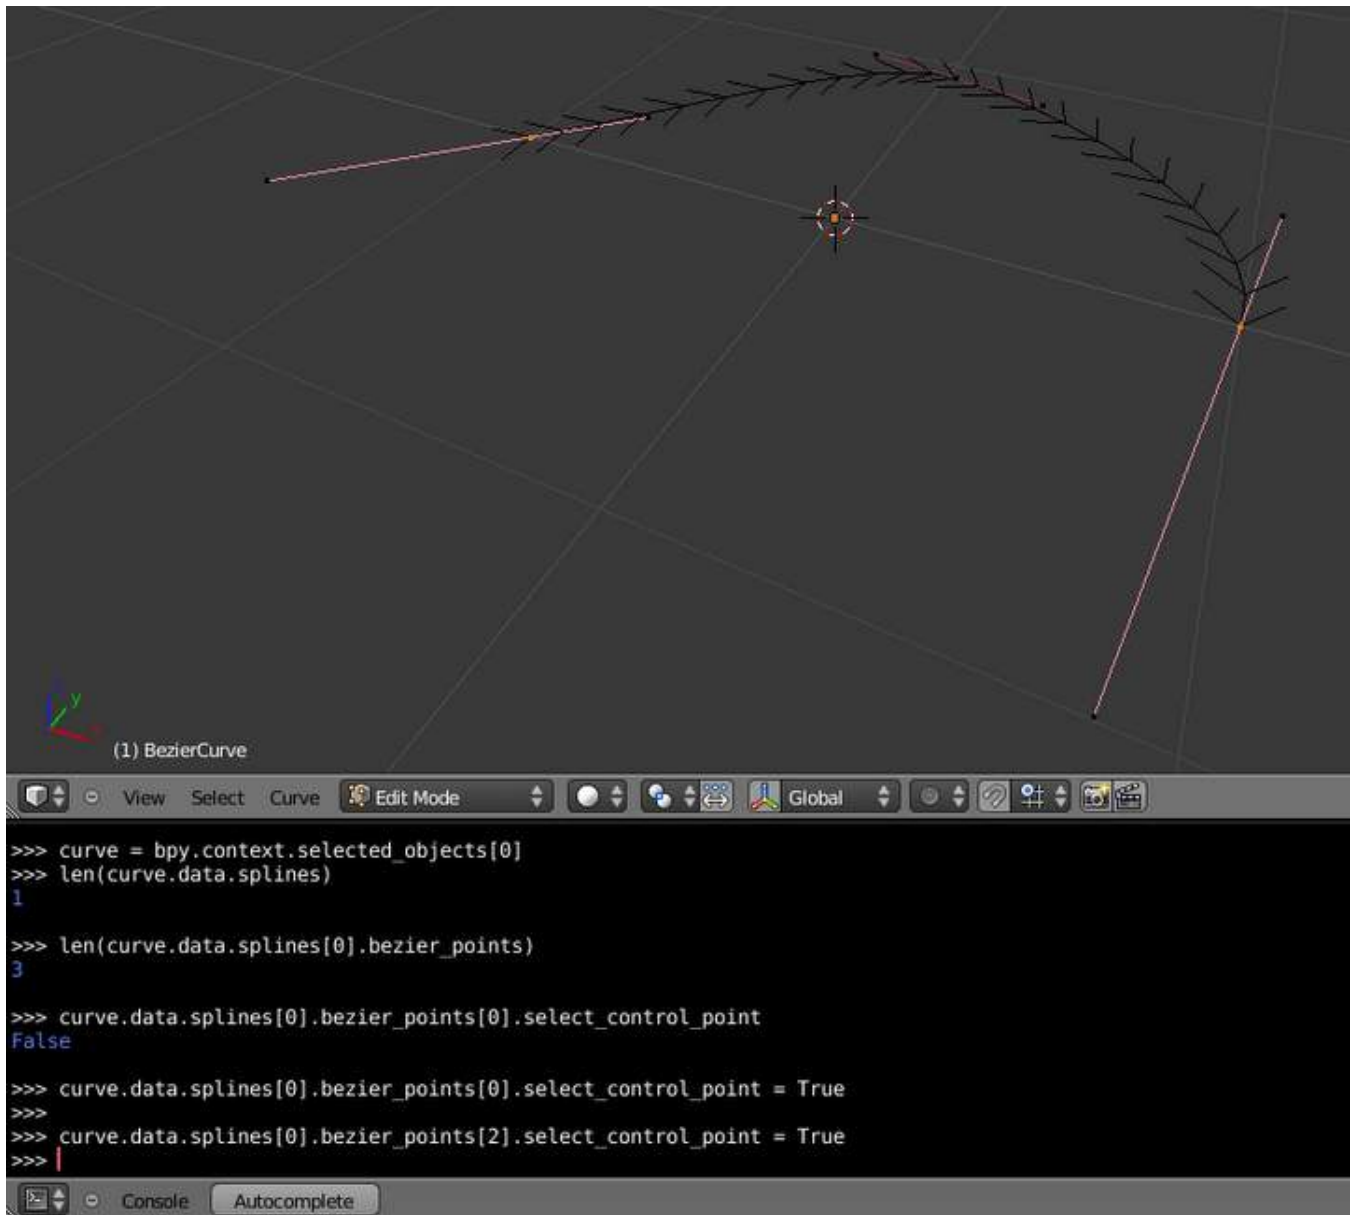 y
(1) BezierCurve
View Select Curve Edit Mode Global
>>> curve = bpy.context.selected_objects[0]
>>> len(curve.data.splines)
1
>>> len(curve.data.splines[0].bezier_points)
3
>>> curve.data.splines[0].bezier_points[0].select_control_point
False
>>> curve.data.splines[0].bezier_points[0].select_control_point = True
>>>
>>> curve.data.splines[0].bezier_points[2].select_control_point = True
>>>
Console Autocomplete